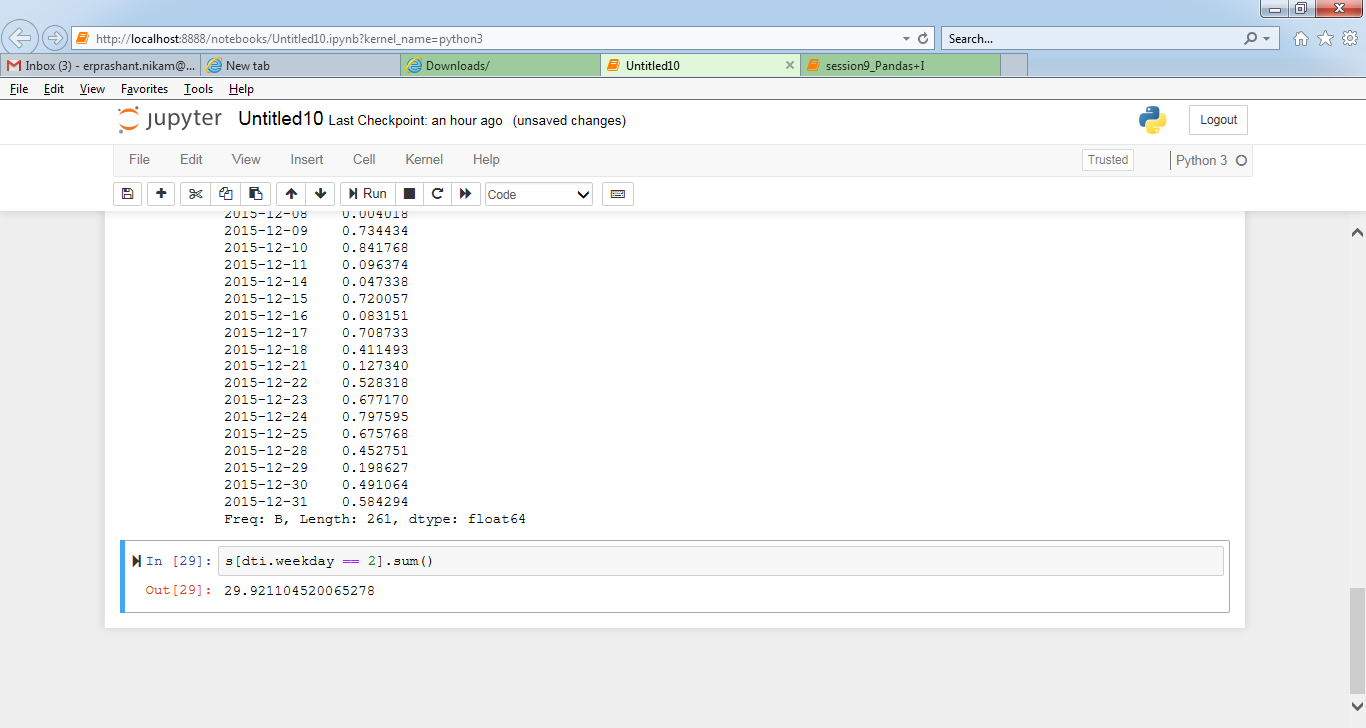 http://localhost:8888/notebooks/Untitled10.ipynb?kernel_name=python3
Search...
Inbox (3) - erprashant.nikam@...
New tab
Downloads/
Untitled10
session9_Pandas+I
File Edit View Favorites Tools Help
jupyter Untitled10 Last Checkpoint: an hour ago (unsaved changes)
Logout
File Edit View Insert Cell Kernel Help
Trusted
Python 3
Run
Code
2015-12-08 0.004018
2015-12-09 0.734434
2015-12-10 0.841768
2015-12-11 0.096374
2015-12-14 0.047338
2015-12-15 0.720057
2015-12-16 0.083151
2015-12-17 0.708733
2015-12-18 0.411493
2015-12-21 0.127340
2015-12-22 0.528318
2015-12-23 0.677170
2015-12-24 0.797595
2015-12-25 0.675768
2015-12-28 0.452751
2015-12-29 0.198627
2015-12-30 0.491064
2015-12-31 0.584294
Freq: B, Length: 261, dtype: float64
In [29]: s[dti.weekday == 2].sum()
Out[29]: 29.921104520065278